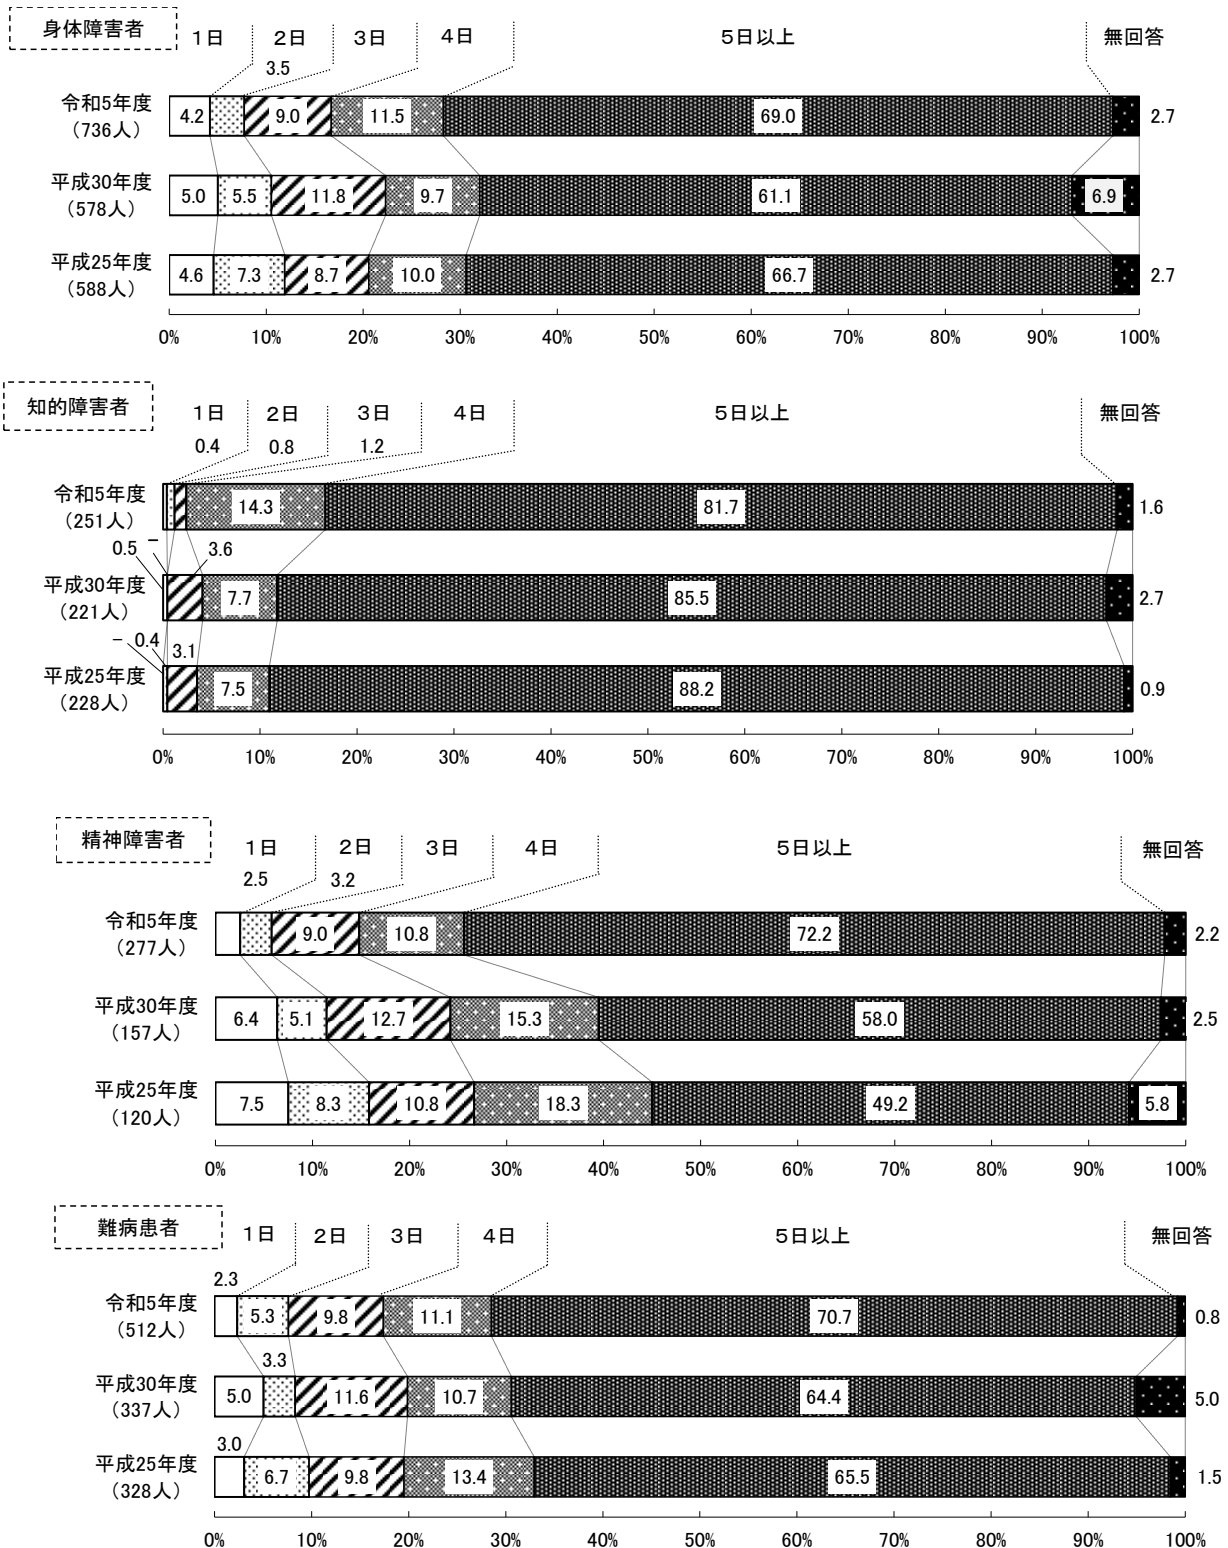 身体障害者
１日 ２日 ３日 ４日 ５日以上 無回答
3.5
令和5年度
（736人）
4.2 9.0 11.5 69.0 2.7
平成30年度
（578人）
5.0 5.5 11.8 9.7 61.1 6.9
平成25年度
（588人）
4.6 7.3 8.7 10.0 66.7 2.7
0% 10% 20% 30% 40% 50% 60% 70% 80% 90% 100%
知的障害者
１日 ２日 ３日 ４日 ５日以上 無回答
0.4 0.8 1.2
令和5年度
（251人）
14.3 81.7 1.6
0.5 － 3.6
平成30年度
（221人）
7.7 85.5 2.7
－ 0.4 3.1
平成25年度
（228人）
7.5 88.2 0.9
0% 10% 20% 30% 40% 50% 60% 70% 80% 90% 100%
精神障害者
１日 ２日 ３日 ４日 ５日以上 無回答
2.5 3.2
令和5年度
（277人）
9.0 10.8 72.2 2.2
平成30年度
（157人）
6.4 5.1 12.7 15.3 58.0 2.5
平成25年度
（120人）
7.5 8.3 10.8 18.3 49.2 5.8
0% 10% 20% 30% 40% 50% 60% 70% 80% 90% 100%
難病患者
１日 ２日 ３日 ４日 ５日以上 無回答
2.3
令和5年度
（512人）
5.3 9.8 11.1 70.7 0.8
3.3
平成30年度
（337人）
5.0 11.6 10.7 64.4 5.0
3.0
平成25年度
（328人）
6.7 9.8 13.4 65.5 1.5
0% 10% 20% 30% 40% 50% 60% 70% 80% 90% 100%